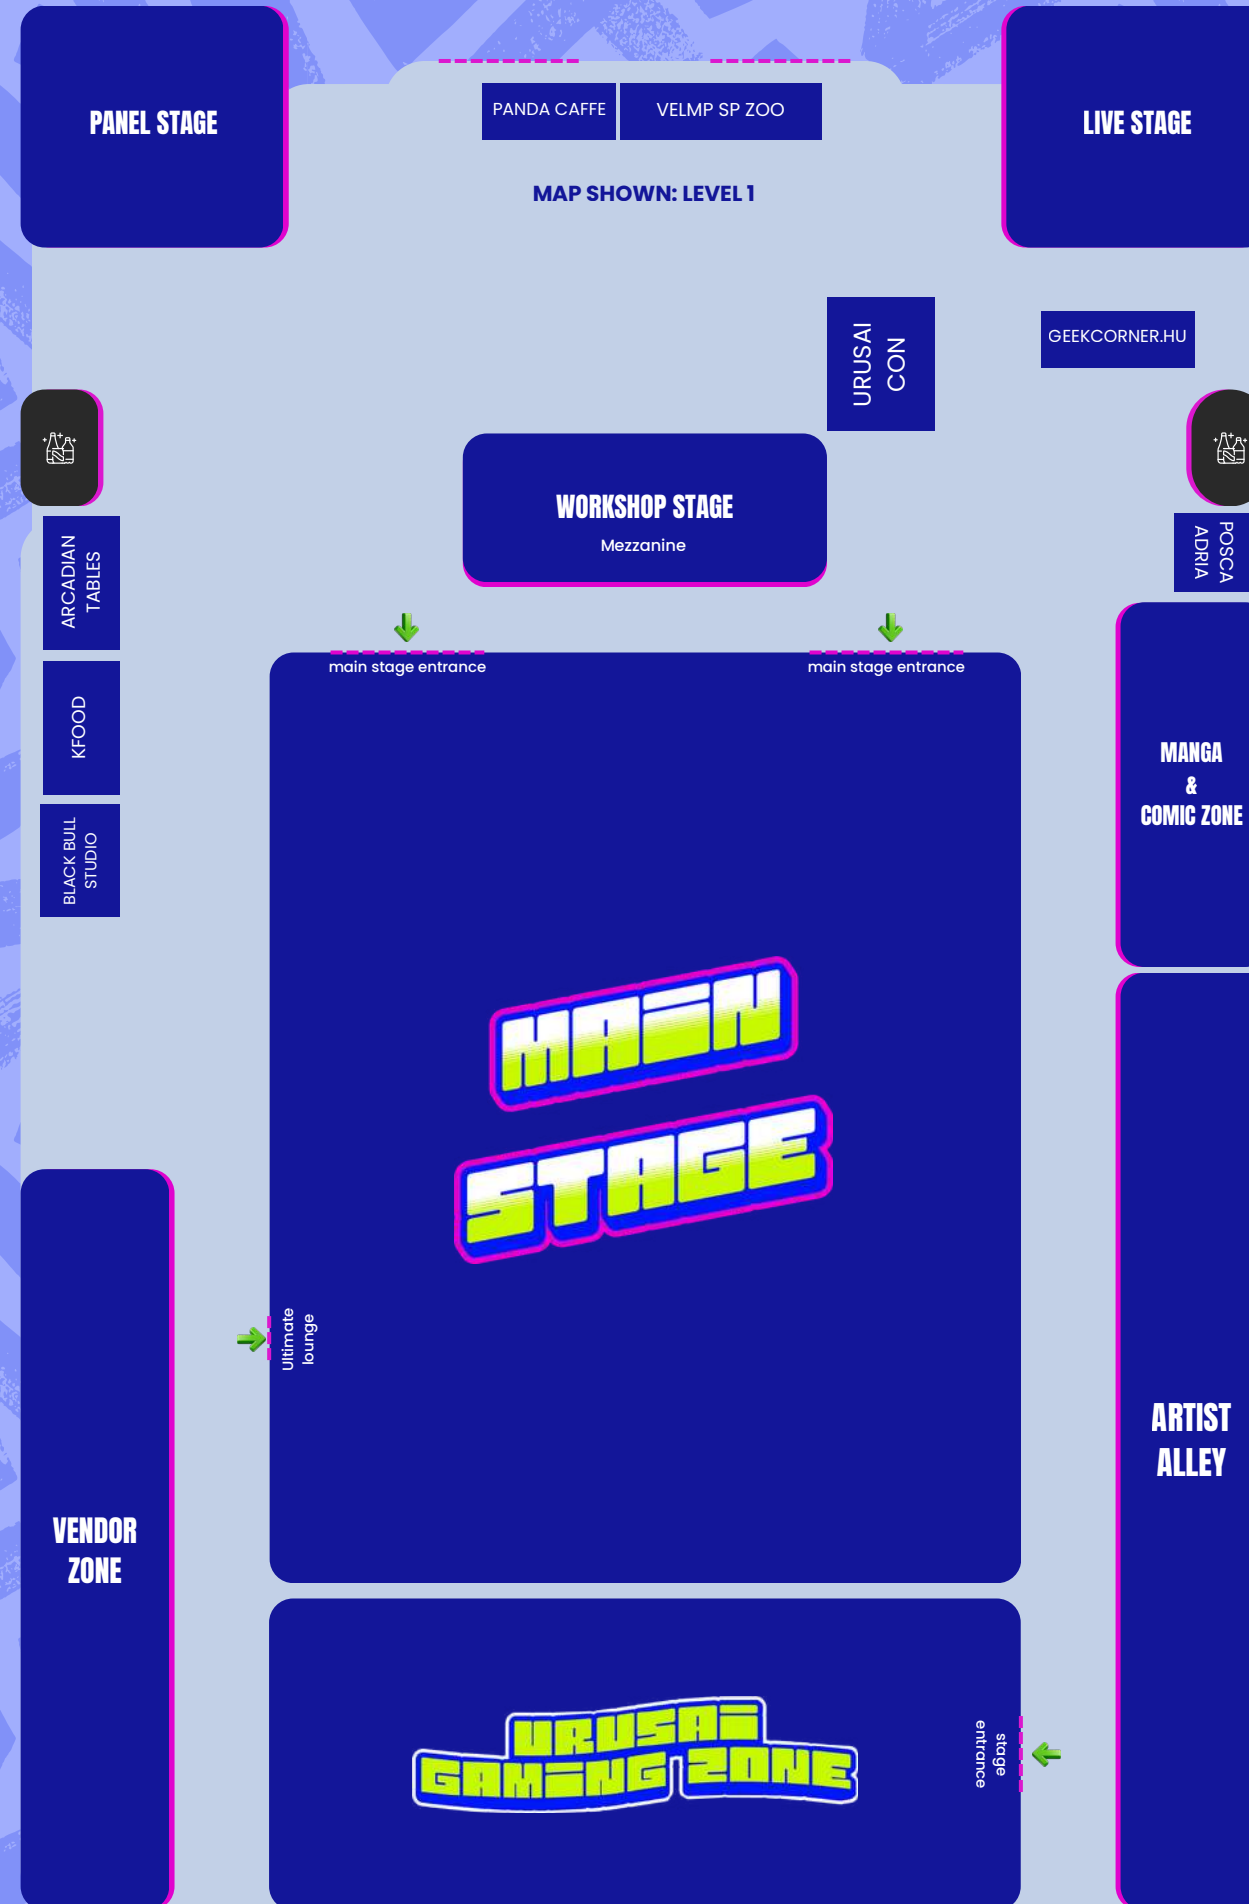 PANEL STAGE
PANDA CAFFE
VELMP SP ZOO
LIVE STAGE
MAP SHOWN: LEVEL 1
URUSAI
CON
GEEKCORNER.HU
WORKSHOP STAGE
Mezzanine
ARCADIAN
TABLES
POSCA
ADRIA
main stage entrance
main stage entrance
KFOOD
MANGA
&
COMIC ZONE
BLACK BULL
STUDIO
MAIN
STAGE
Ultimate
lounge
ARTIST
ALLEY
VENDOR
ZONE
URUSAI
GAMING ZONE
stage
entrance